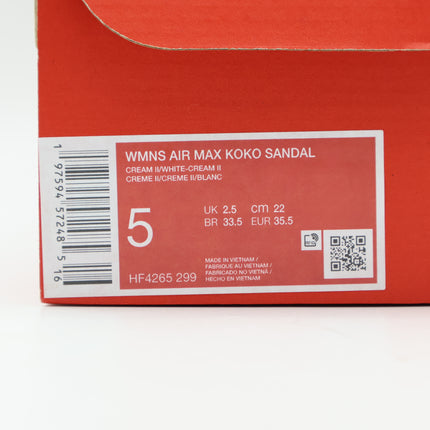 WMNS AIR MAX KOKO SANDAL
CREAM II/WHITE-CREAM II
CREME II/CREME II/BLANC
5
UK 2.5 cm 22
BR 33.5 EUR 35.5
HF4265 299
MADE IN VIETNAM /
FABRIQUE AU VIETNAM /
FABRICADO NO VIETNÃ /
HECHO EN VIETNAM
1 97594 57248 5 16